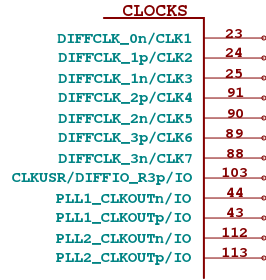 CLOCKS
DIFFCLK_0n/CLK1 23
DIFFCLK_1p/CLK2 24
DIFFCLK_1n/CLK3 25
DIFFCLK_2p/CLK4 91
DIFFCLK_2n/CLK5 90
DIFFCLK_3p/CLK6 89
DIFFCLK_3n/CLK7 88
CLKUSR/DIFFIO_R3p/IO 103
PLL1_CLKOUTn/IO 44
PLL1_CLKOUTp/IO 43
PLL2_CLKOUTn/IO 112
PLL2_CLKOUTp/IO 113